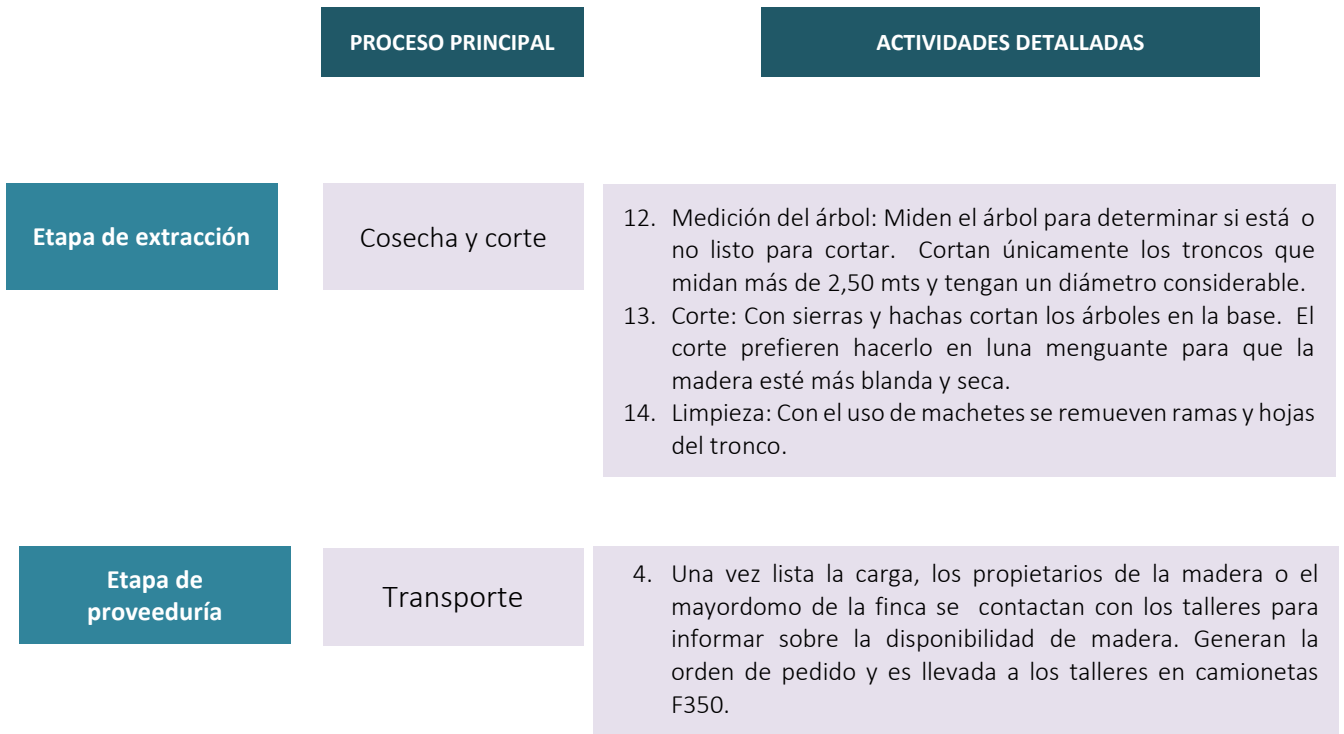 PROCESO PRINCIPAL
ACTIVIDADES DETALLADAS
Etapa de extracción
Cosecha y corte
12. Medición del árbol: Miden el árbol para determinar si está o
no listo para cortar. Cortan únicamente los troncos que
midan más de 2,50 mts y tengan un diámetro considerable.
13. Corte: Con sierras y hachas cortan los árboles en la base. El
corte prefieren hacerlo en luna menguante para que la
madera esté más blanda y seca.
14. Limpieza: Con el uso de machetes se remueven ramas y hojas
del tronco.
Etapa de
proveeduría
Transporte
4. Una vez lista la carga, los propietarios de la madera o el
mayordomo de la finca se contactan con los talleres para
informar sobre la disponibilidad de madera. Generan la
orden de pedido y es llevada a los talleres en camionetas
F350.